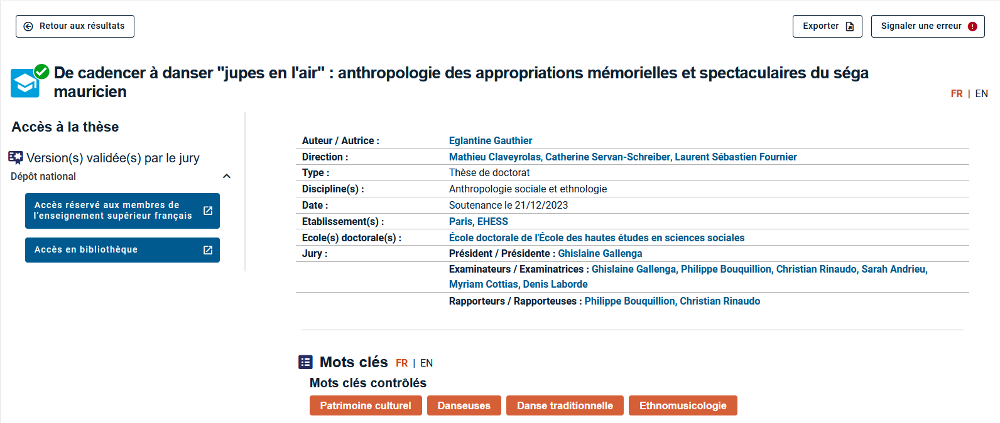 Retour aux résultats
Exporter
Signaler une erreur
De cadencer à danser "jupes en l'air" : anthropologie des appropriations mémorielles et spectaculaires du séga
mauricien
FR | EN
Accès à la thèse
Version(s) validée(s) par le jury
Dépôt national
Accès réservé aux membres de
l’enseignement supérieur français
Accès en bibliothèque
Auteur / Autrice : Eglantine Gauthier
Direction : Mathieu Claveyrolas, Catherine Servan-Schreiber, Laurent Sébastien Fournier
Type : Thèse de doctorat
Discipline(s) : Anthropologie sociale et ethnologie
Date : Soutenance le 21/12/2023
Etablissement(s) : Paris, EHESS
Ecole(s) doctorale(s) : École doctorale de l'École des hautes études en sciences sociales
Jury : Président / Présidente : Ghislaine Gallenga
Examinateurs / Examinatrices : Ghislaine Gallenga, Philippe Bouquillion, Christian Rinaudo, Sarah Andrieu,
Myriam Cottias, Denis Laborde
Rapporteurs / Rapporteuses : Philippe Bouquillion, Christian Rinaudo
Mots clés FR | EN
Mots clés contrôlés
Patrimoine culturel Danseuses Danse traditionnelle Ethnomusicologie